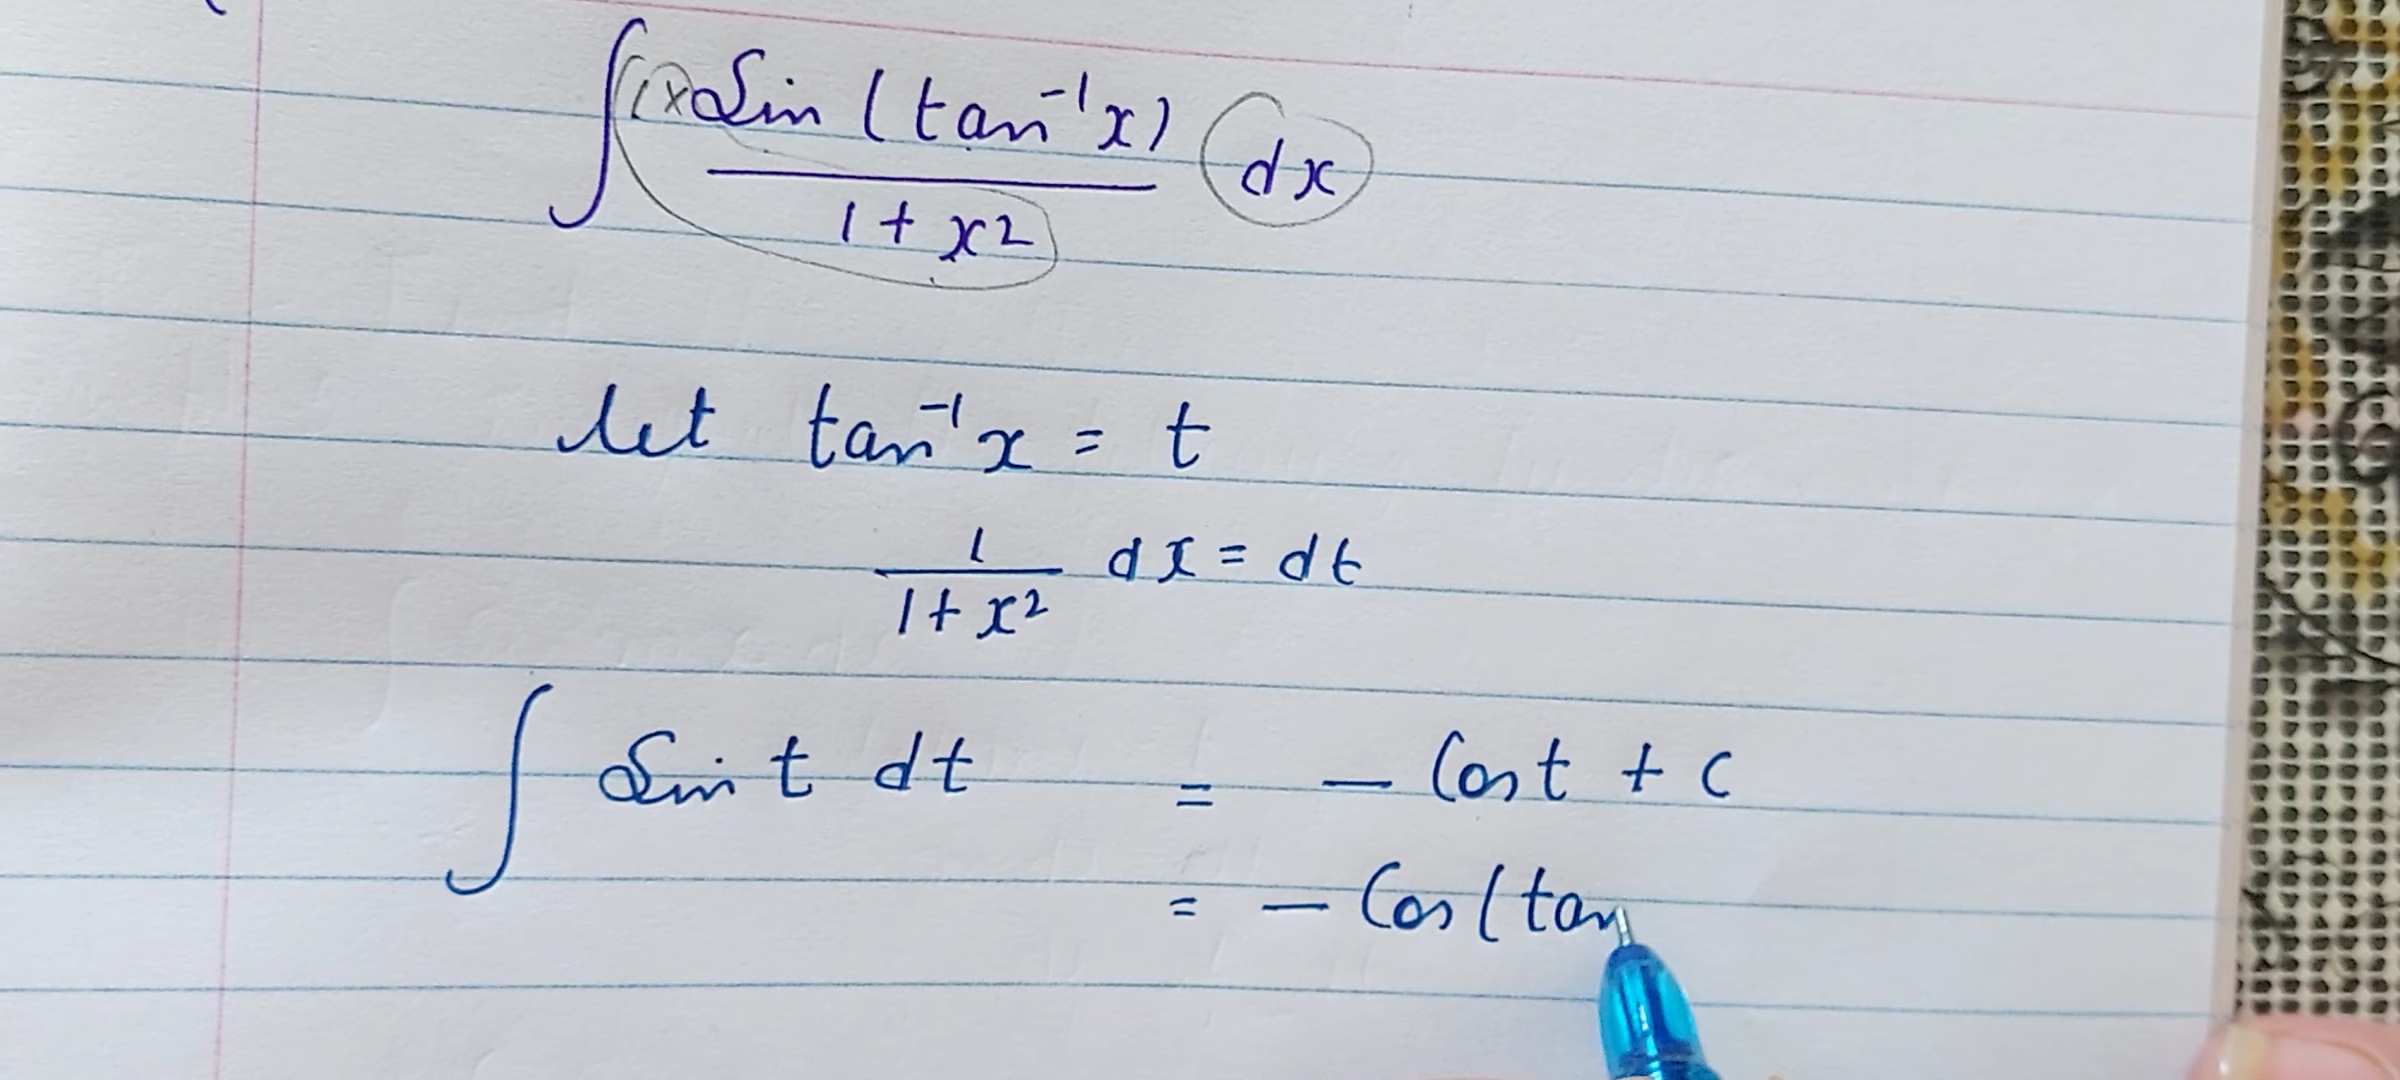 ∫ (1x Sin (tan⁻¹x) / 1 + x² dx
let tan⁻¹x = t
1 / 1 + x² dx = dt
∫ Sin t dt = - Cos t + c
= - Cos (tan